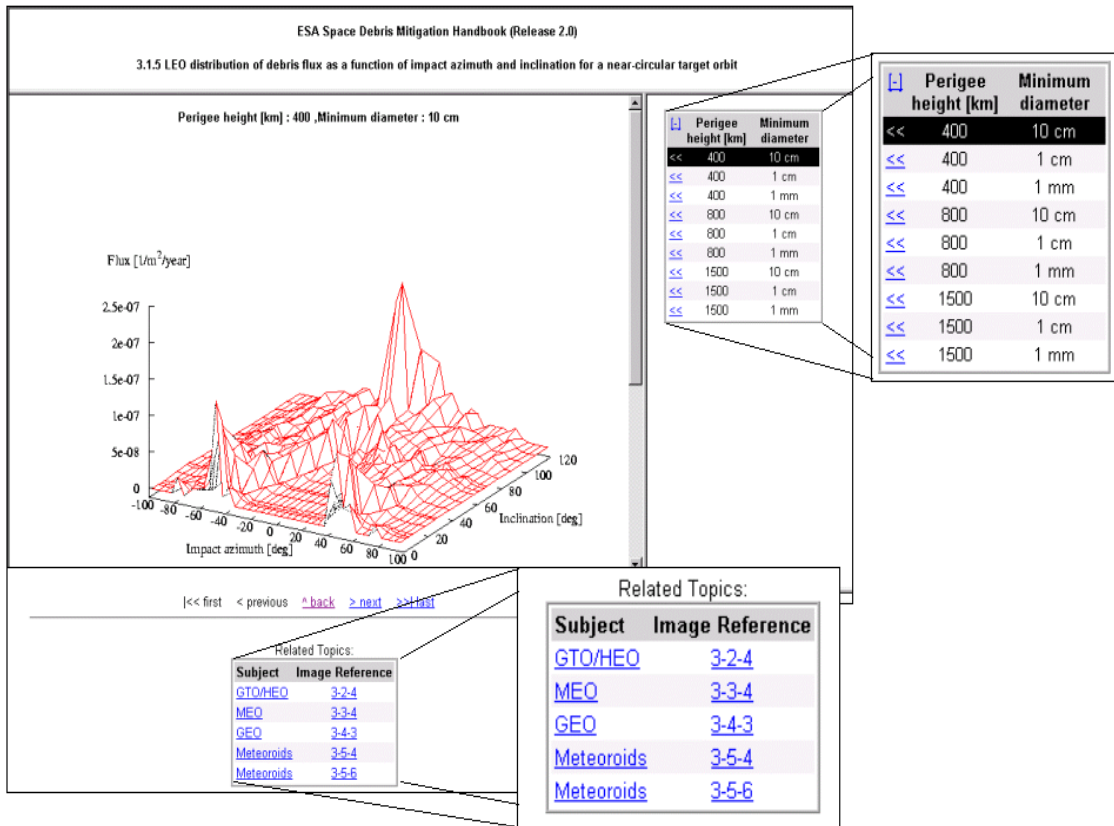 ESA Space Debris Mitigation Handbook (Release 2.0)
3.1.5 LEO distribution of debris flux as a function of impact azimuth and inclination for a near-circular target orbit
Perigee height [km] : 400 ,Minimum diameter : 10 cm
Flux [1/m²/year]
2.5e-07
2e-07
1.5e-07
1e-07
5e-08
0
-100 -80 -60 -40 -20 0 20 40 60 80 100
Impact azimuth [deg]
0 20 40 60 80 100 120
Inclination [deg]
[-] Perigee height [km] Minimum diameter
<< 400 10 cm
<< 400 1 cm
<< 400 1 mm
<< 800 10 cm
<< 800 1 cm
<< 800 1 mm
<< 1500 10 cm
<< 1500 1 cm
<< 1500 1 mm
[-] Perigee height [km] Minimum diameter
<< 400 10 cm
<< 400 1 cm
<< 400 1 mm
<< 800 10 cm
<< 800 1 cm
<< 800 1 mm
<< 1500 10 cm
<< 1500 1 cm
<< 1500 1 mm
|<< first < previous ^ back > next >>| last
Related Topics:
Subject Image Reference
GTO/HEO 3-2-4
MEO 3-3-4
GEO 3-4-3
Meteoroids 3-5-4
Meteoroids 3-5-6
Related Topics:
Subject Image Reference
GTO/HEO 3-2-4
MEO 3-3-4
GEO 3-4-3
Meteoroids 3-5-4
Meteoroids 3-5-6